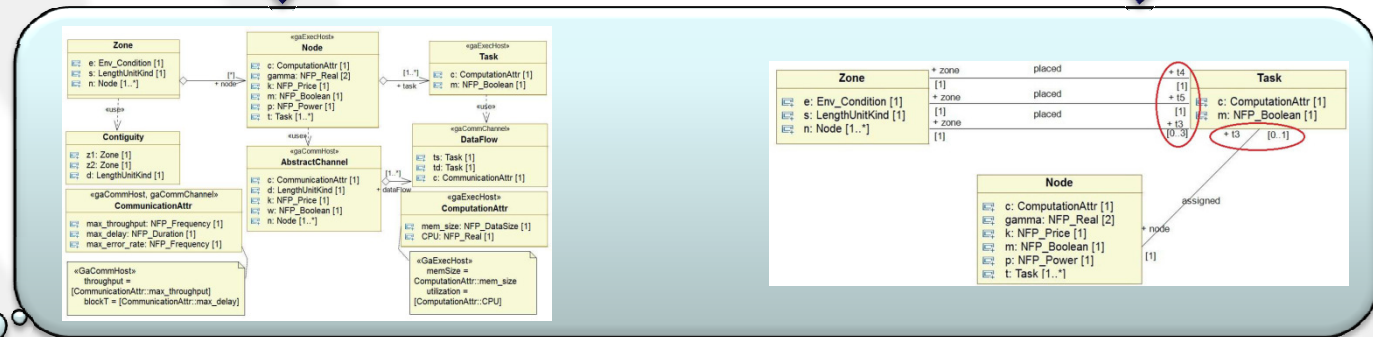 Zone
e: Env_Condition [1]
s: LengthUnitKind [1]
n: Node [1..*]
[*]
+ node
«gaExecHost»
Node
c: ComputationAttr [1]
gamma: NFP_Real [2]
k: NFP_Price [1]
m: NFP_Boolean [1]
p: NFP_Power [1]
t: Task [1..*]
[1..*]
+ task
«gaExecHost»
Task
c: ComputationAttr [1]
m: NFP_Boolean [1]
«use»
«use»
«use»
Contiguity
z1: Zone [1]
z2: Zone [1]
d: LengthUnitKind [1]
«gaCommHost»
AbstractChannel
c: CommunicationAttr [1]
d: LengthUnitKind [1]
k: NFP_Price [1]
w: NFP_Boolean [1]
n: Node [1..*]
[1..*]
+ dataFlow
«gaCommChannel»
DataFlow
ts: Task [1]
td: Task [1]
c: CommunicationAttr [1]
«gaCommHost, gaCommChannel»
CommunicationAttr
max_throughput: NFP_Frequency [1]
max_delay: NFP_Duration [1]
max_error_rate: NFP_Frequency [1]
«gaExecHost»
ComputationAttr
mem_size: NFP_DataSize [1]
CPU: NFP_Real [1]
«GaCommHost»
throughput =
[CommunicationAttr::max_throughput]
blockT = [CommunicationAttr::max_delay]
«GaExecHost»
memSize =
ComputationAttr::mem_size
utilization =
[ComputationAttr::CPU]
Zone
e: Env_Condition [1]
s: LengthUnitKind [1]
n: Node [1..*]
+ zone placed + t4
[1] [1]
+ zone placed + t5
[1] placed [1]
+ zone + t3
[1] [0..3]
Task
c: ComputationAttr [1]
m: NFP_Boolean [1]
+ t3 [0..1]
assigned
+ node
[1]
Node
c: ComputationAttr [1]
gamma: NFP_Real [2]
k: NFP_Price [1]
m: NFP_Boolean [1]
p: NFP_Power [1]
t: Task [1..*]